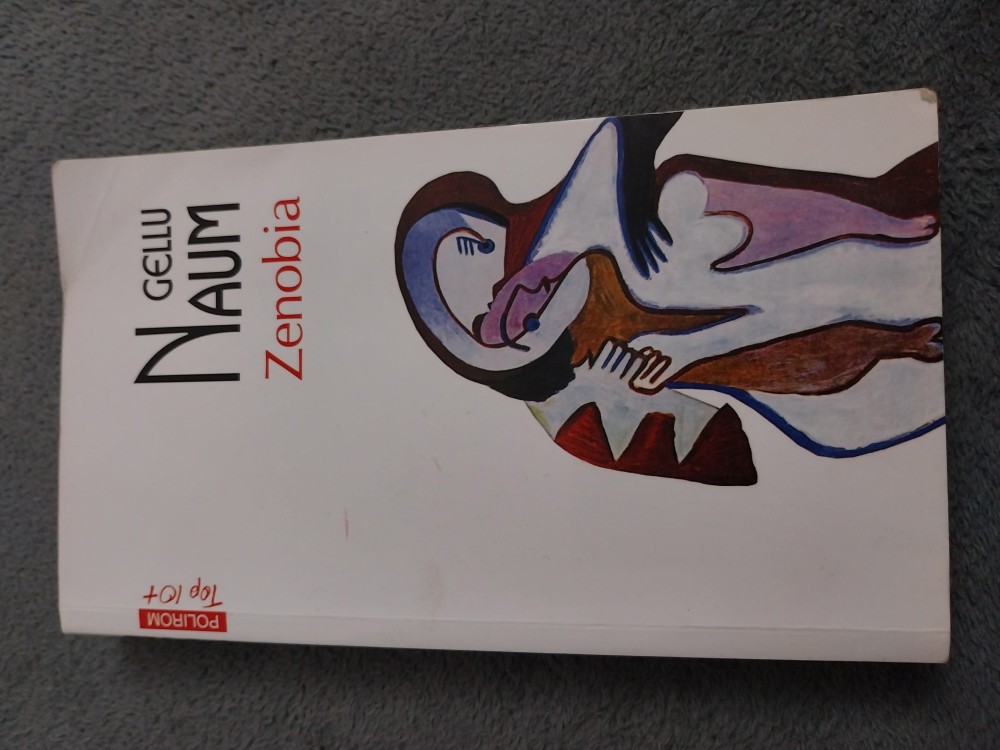 GELLU
NAUM
Zenobia
Top 10+
POLIROM